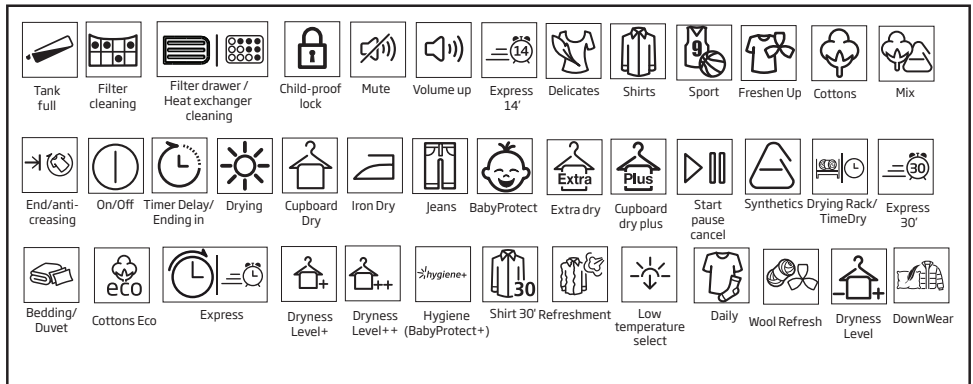 14
9
Tank full
Filter cleaning
Filter drawer / Heat exchanger cleaning
Child-proof lock
Mute
Volume up
Express 14'
Delicates
Shirts
Sport
Freshen Up
Cottons
Mix
Extra
Plus
30
End/anti-creasing
On/Off
Timer Delay/ Ending in
Drying
Cupboard Dry
Iron Dry
Jeans
BabyProtect
Extra dry
Cupboard dry plus
Start pause cancel
Synthetics
Drying Rack/ TimeDry
Express 30'
eco
+
++
hygiene+
30
- +
Bedding/ Duvet
Cottons Eco
Express
Dryness Level+
Dryness Level++
Hygiene (BabyProtect+)
Shirt 30'
Refreshment
Low temperature select
Daily
Wool Refresh
Dryness Level
DownWear